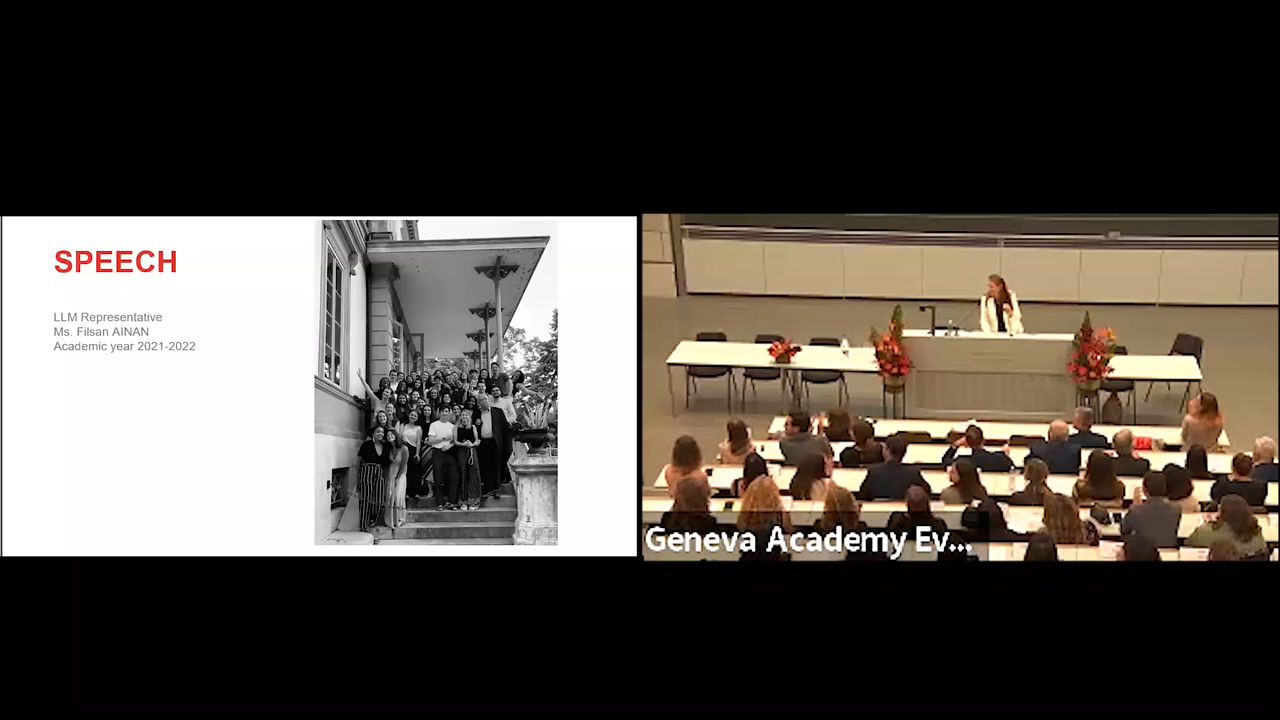 SPEECH
LLM Representative
Ms. Filsan AINAN
Academic year 2021-2022
Geneva Academy Ev...